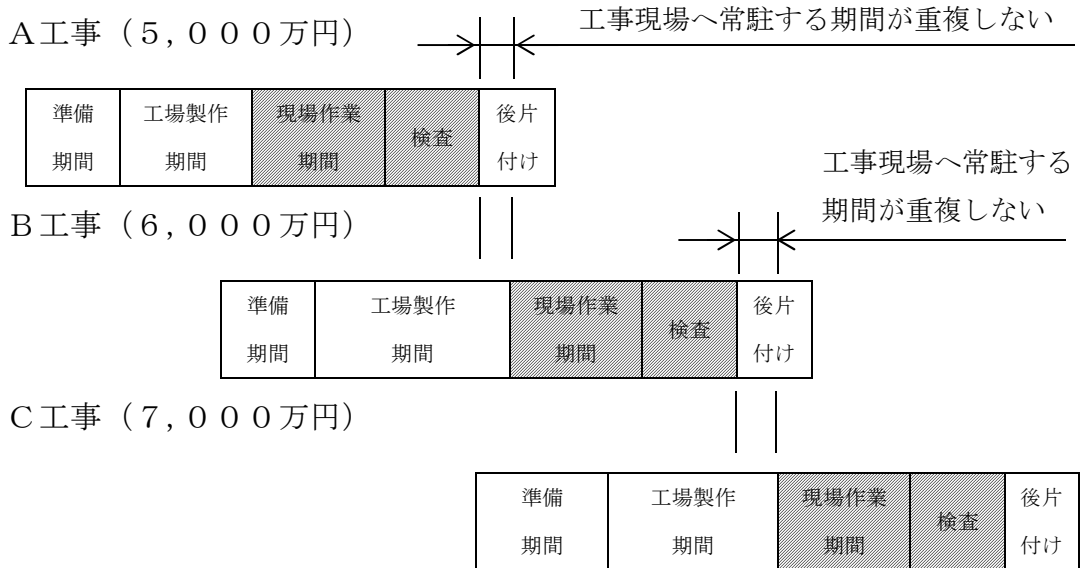 A工事（5,000万円）
工事現場へ常駐する期間が重複しない
準備
期間
工場製作
期間
現場作業
期間
検査
後片
付け
工事現場へ常駐する
期間が重複しない
B工事（6,000万円）
準備
期間
工場製作
期間
現場作業
期間
検査
後片
付け
C工事（7,000万円）
準備
期間
工場製作
期間
現場作業
期間
検査
後片
付け